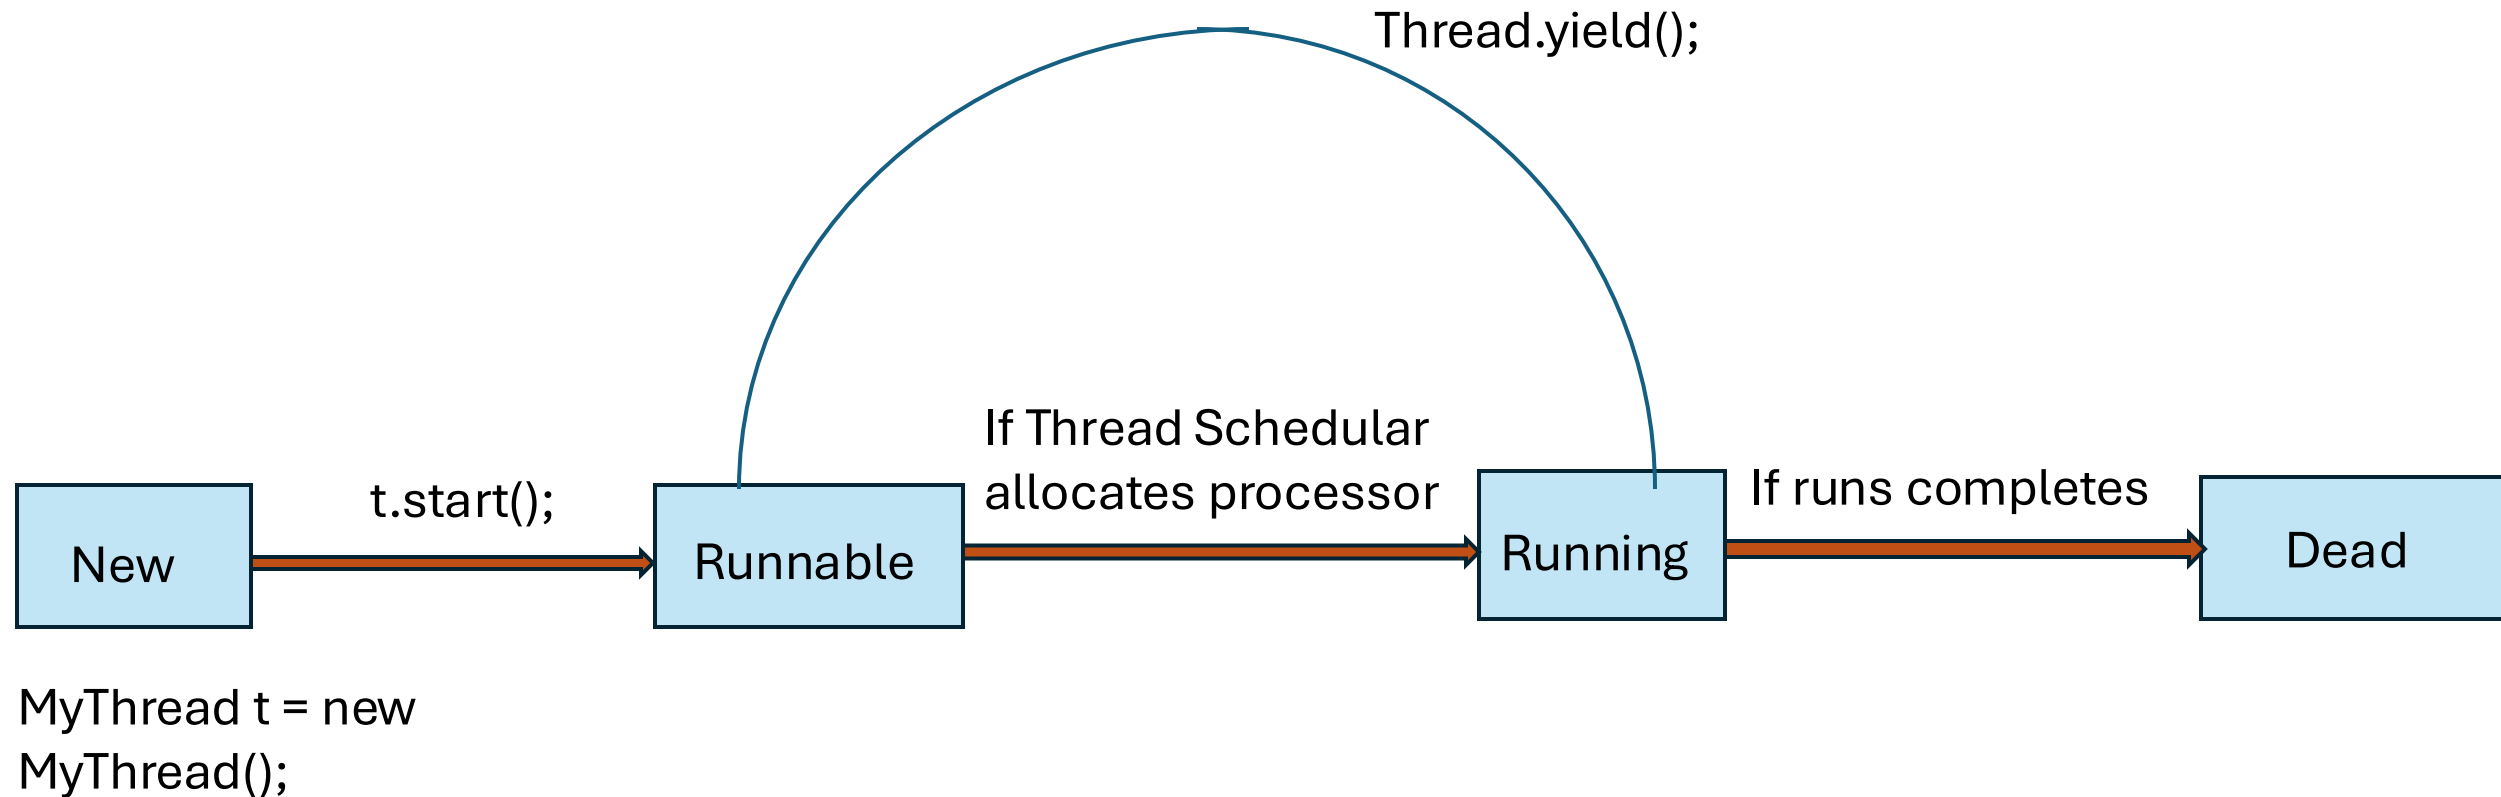 Thread.yield();
If Thread Schedular
allocates processor
t.start();
If runs completes
New
Runnable
Running
Dead
MyThread t = new
MyThread();